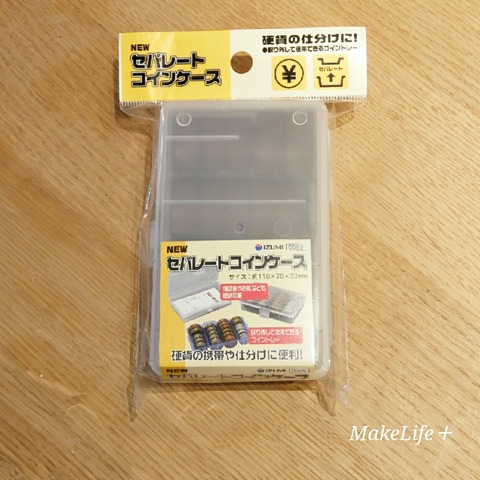 NEW
セパレート
コインケース
硬貨の仕分けに!
●取り外して使用できるコイントレー
¥
セパレート
NEW
IZUMI
セパレートコインケース
サイズ:約118×76×23mm
取り外して使用できる
コイントレー
硬貨の携帯や仕分けに便利!
MakeLife+